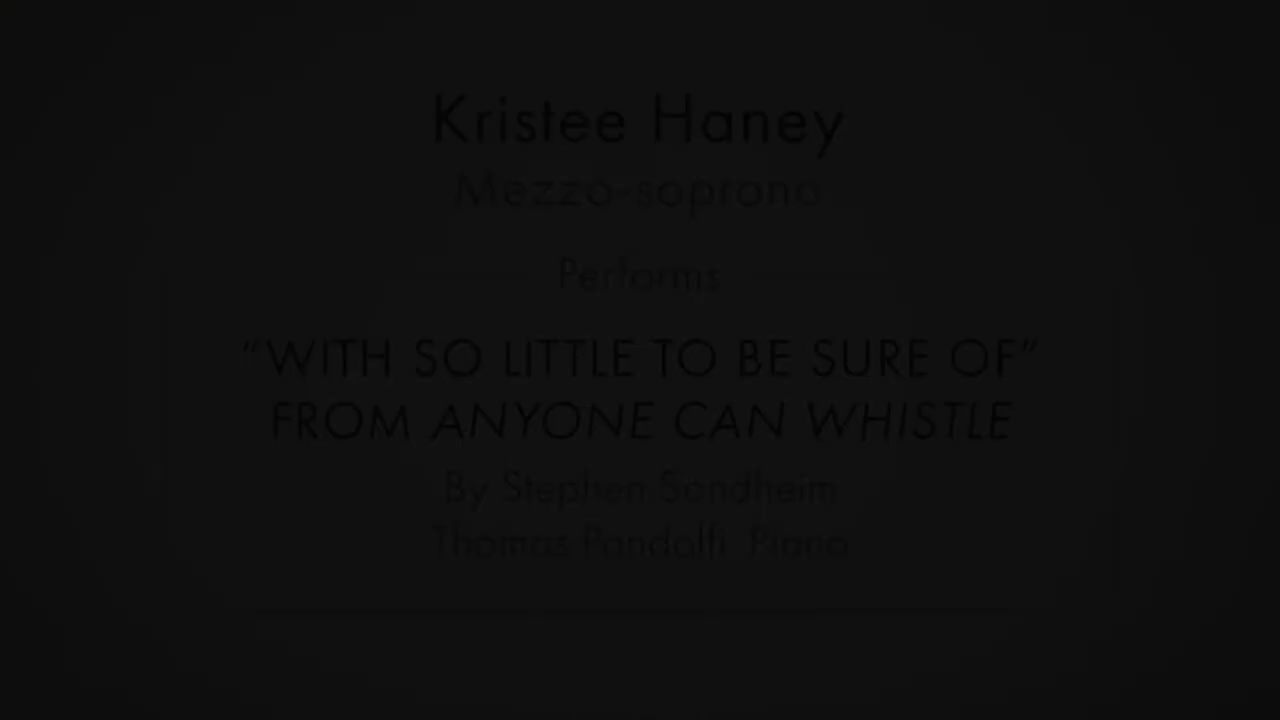 Kristee Haney
Mezzo-soprano
Performs
“WITH SO LITTLE TO BE SURE OF”
FROM ANYONE CAN WHISTLE
By Stephen Sondheim
Thomas Pandolfi, Piano